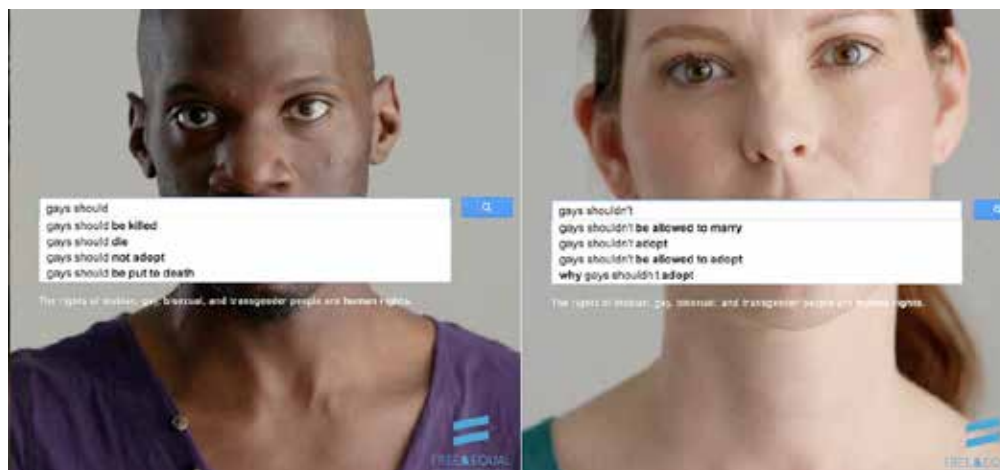 gays should
gays should be killed
gays should die
gays should not adopt
gays should be put to death
The rights of lesbian, gay, bisexual, and transgender people are human rights.
FREE & EQUAL
gays shouldn't
gays shouldn't be allowed to marry
gays shouldn't adopt
gays shouldn't be allowed to adopt
why gays shouldn't adopt
The rights of lesbian, gay, bisexual, and transgender people are human rights.
FREE & EQUAL